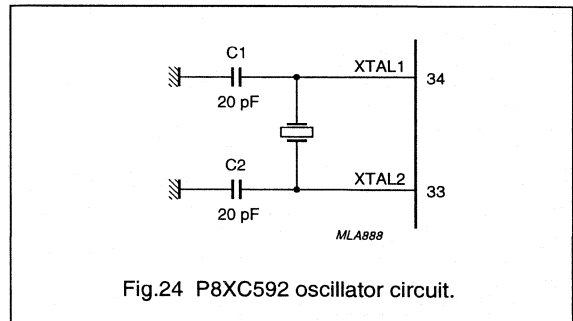 C1
XTAL1
34
20 pF
C2
XTAL2
33
20 pF
MLA888
Fig.24 P8XC592 oscillator circuit.